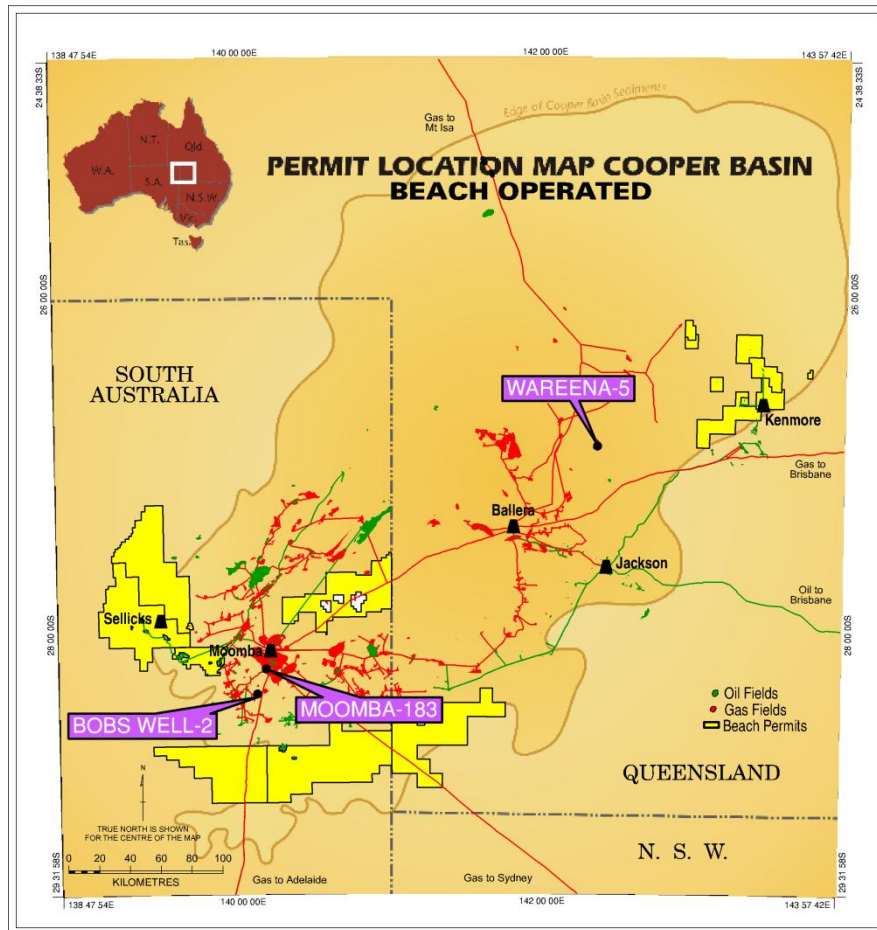 138 47 54E
140 00 00E
142 00 00E
143 57 42E
24 38 33S
24 38 33S
Edge of Cooper Basin Sediments
Gas to
Mt Isa
N.T.
Qld
W.A.
S.A.
N.S.W.
Vic.
Tas.
PERMIT LOCATION MAP COOPER BASIN
BEACH OPERATED
26 00 00S
26 00 00S
SOUTH
AUSTRALIA
WAREENA-5
Kenmore
Gas to
Brisbane
Ballera
Jackson
Oil to
Brisbane
Sellicks
Moomba
28 00 00S
28 00 00S
MOOMBA-183
BOBS WELL-2
Oil Fields
Gas Fields
Beach Permits
QUEENSLAND
N
TRUE NORTH IS SHOWN
FOR THE CENTRE OF THE MAP
0 20 40 60 80 100
KILOMETRES
N. S. W.
Gas to Adelaide
Gas to Sydney
29 31 58S
29 31 58S
138 47 54E
140 00 00E
142 00 00E
143 57 42E